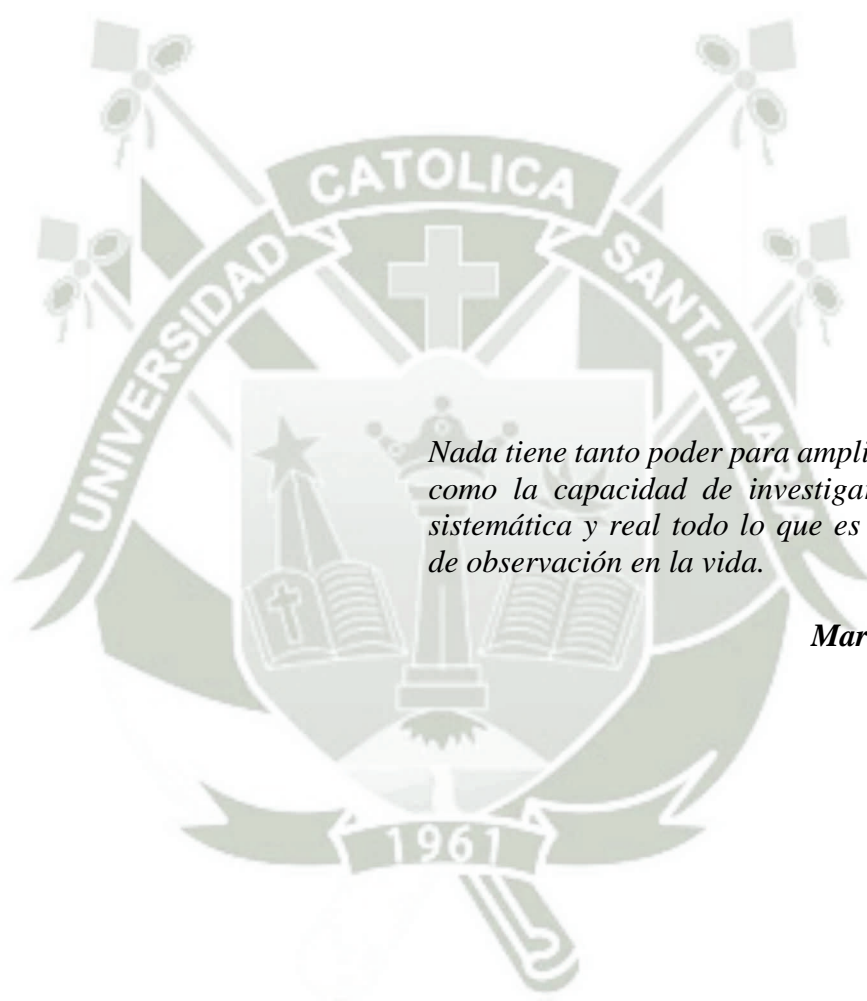 CATOLICA
UNIVERSIDAD
SANTA MARIA
Nada tiene tanto poder para ampli
como la capacidad de investigar
sistemática y real todo lo que es
de observación en la vida.
Mar
1961